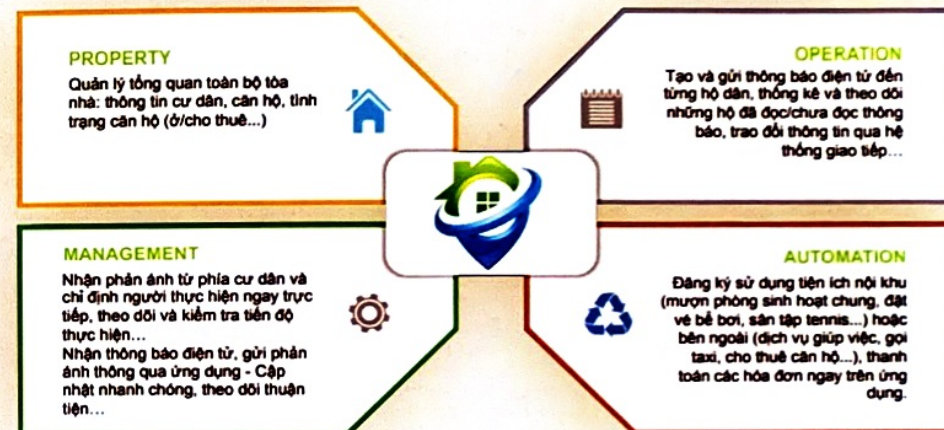 PROPERTY
Quản lý tổng quan toàn bộ tòa
nhà: thông tin cư dân, căn hộ, tình
trạng căn hộ (ở/cho thuê...)
OPERATION
Tạo và gửi thông báo điện tử đến
từng hộ dân, thống kê và theo dõi
những hộ đã đọc/chưa đọc thông
báo, trao đổi thông tin qua hệ
thống giao tiếp...
MANAGEMENT
Nhận phản ánh từ phía cư dân và
chỉ định người thực hiện ngay trực
tiếp, theo dõi và kiểm tra tiến độ
thực hiện...
Nhận thông báo điện tử, gửi phản
ánh thông qua ứng dụng - Cập
nhật nhanh chóng, theo dõi thuận
tiện...
AUTOMATION
Đăng ký sử dụng tiện ích nội khu
(mượn phòng sinh hoạt chung, đặt
vé bể bơi, sân tập tennis...) hoặc
bên ngoài (dịch vụ giúp việc, gọi
taxi, cho thuê căn hộ...), thanh
toán các hóa đơn ngay trên ứng
dụng.